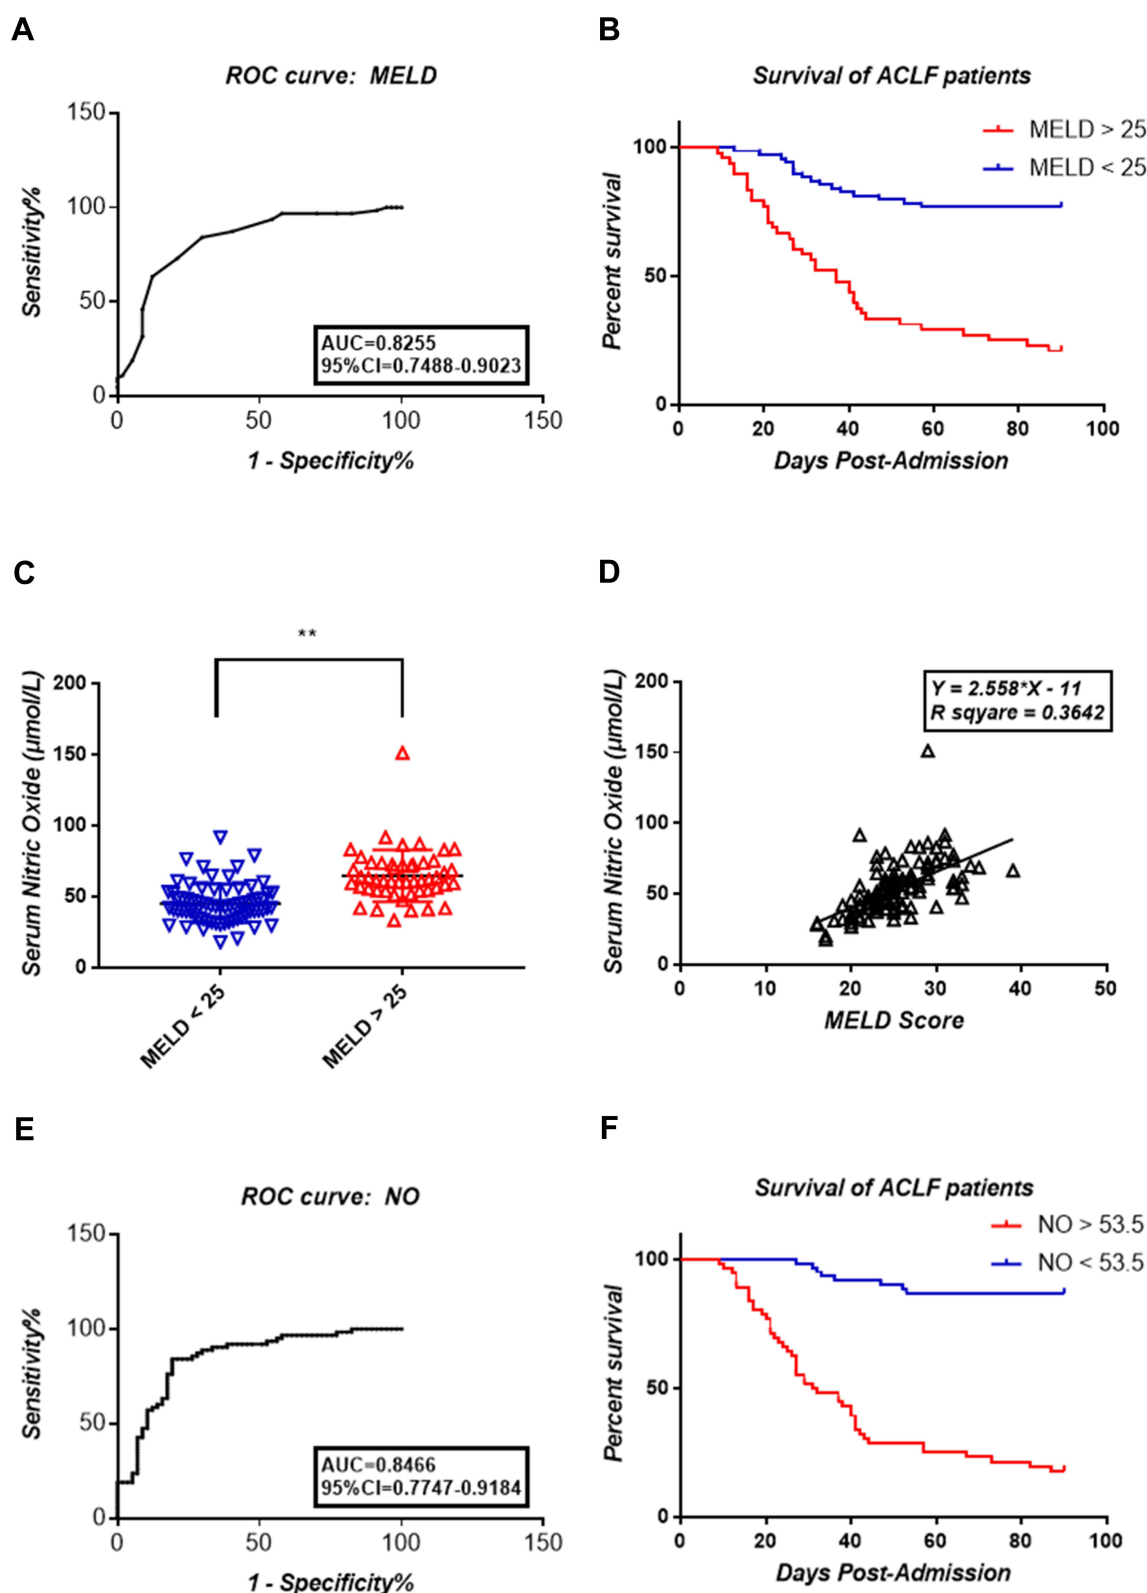 A
ROC curve: MELD
150
100
50
0
Sensitivity%
AUC=0.8255
95%CI=0.7488-0.9023
0 50 100 150
1 - Specificity%
B
Survival of ACLF patients
MELD > 25
MELD < 25
100
50
0
Percent survival
0 20 40 60 80 100
Days Post-Admission
C
**
200
150
100
50
0
Serum Nitric Oxide (µmol/L)
MELD < 25
MELD > 25
D
Y = 2.558*X - 11
R sqyare = 0.3642
200
150
100
50
0
Serum Nitric Oxide (µmol/L)
0 10 20 30 40 50
MELD Score
E
ROC curve: NO
150
100
50
0
Sensitivity%
AUC=0.8466
95%CI=0.7747-0.9184
0 50 100 150
1 - Specificity%
F
Survival of ACLF patients
NO > 53.5
NO < 53.5
100
50
0
Percent survival
0 20 40 60 80 100
Days Post-Admission